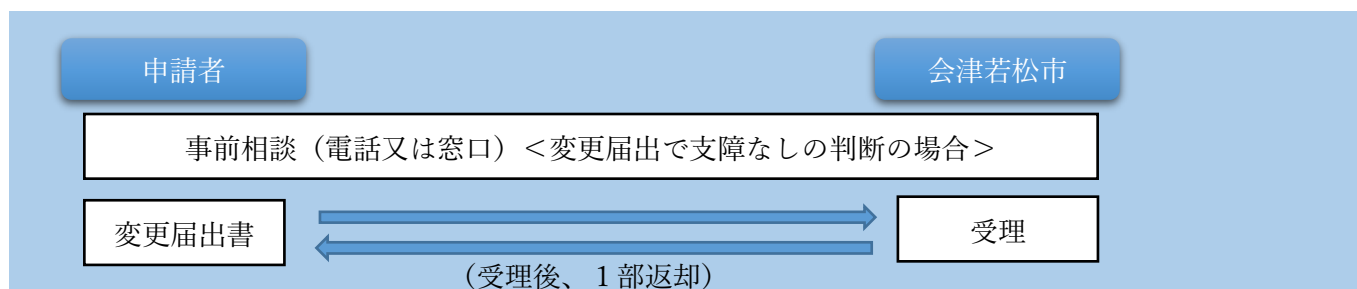 申請者
会津若松市
事前相談（電話又は窓口）＜変更届出で支障なしの判断の場合＞
変更届出書
受理
（受理後、１部返却）